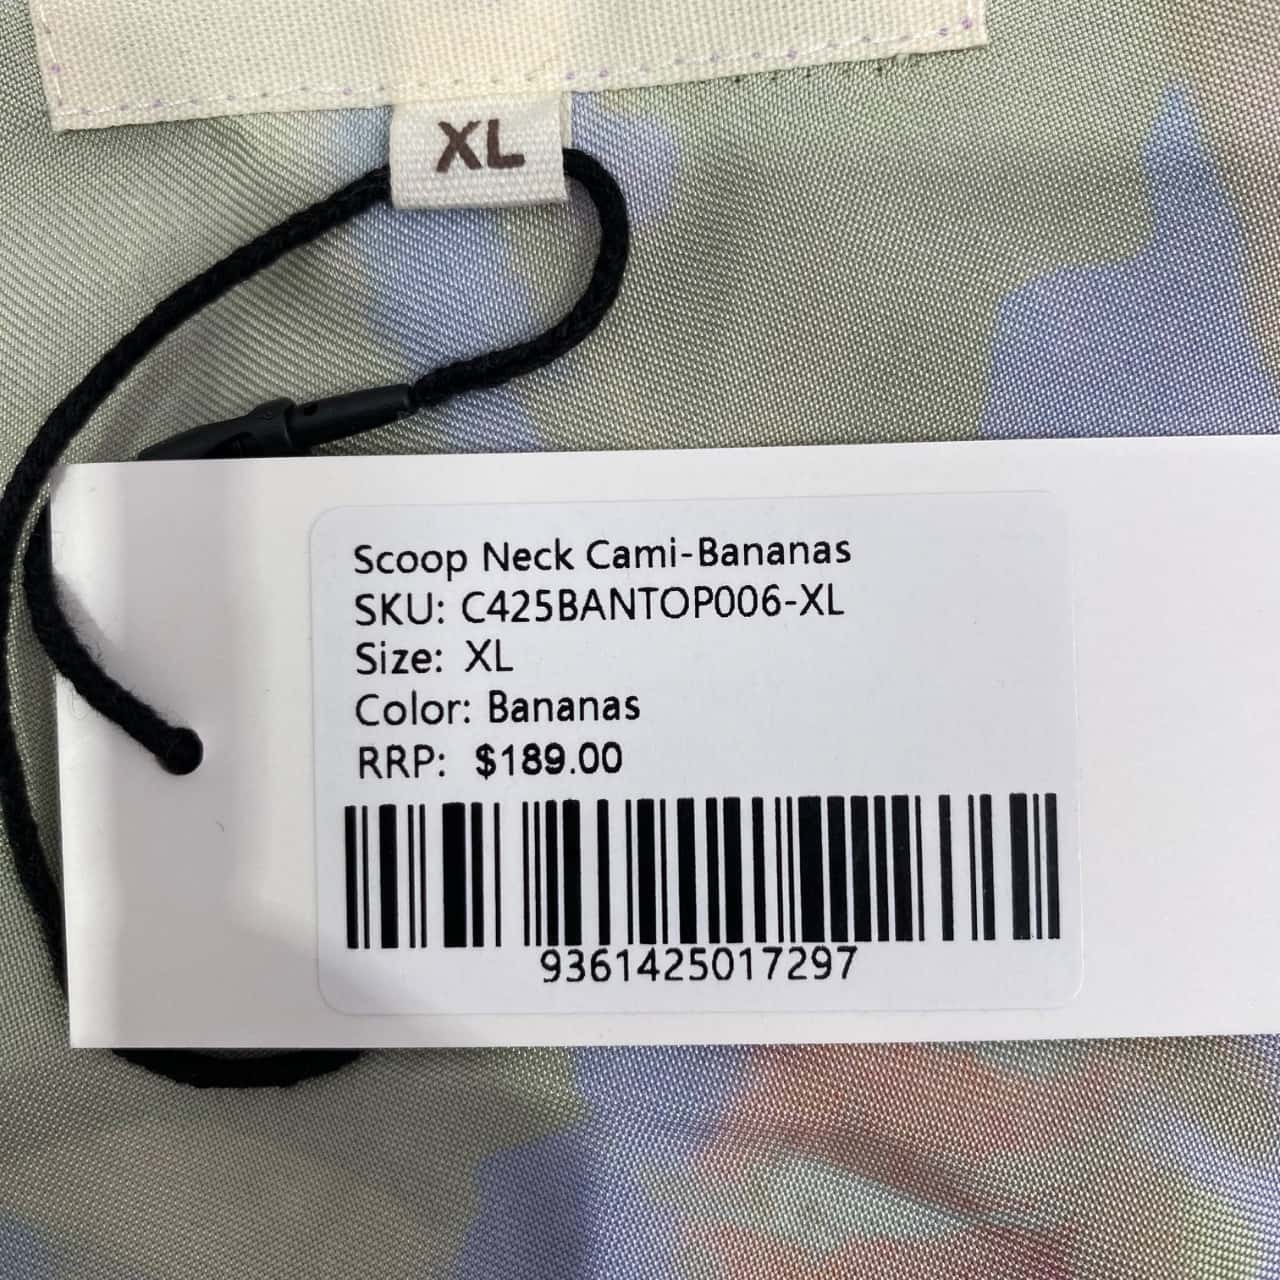 XL
Scoop Neck Cami-Bananas
SKU: C425BANTOP006-XL
Size: XL
Color: Bananas
RRP: $189.00
9361425017297